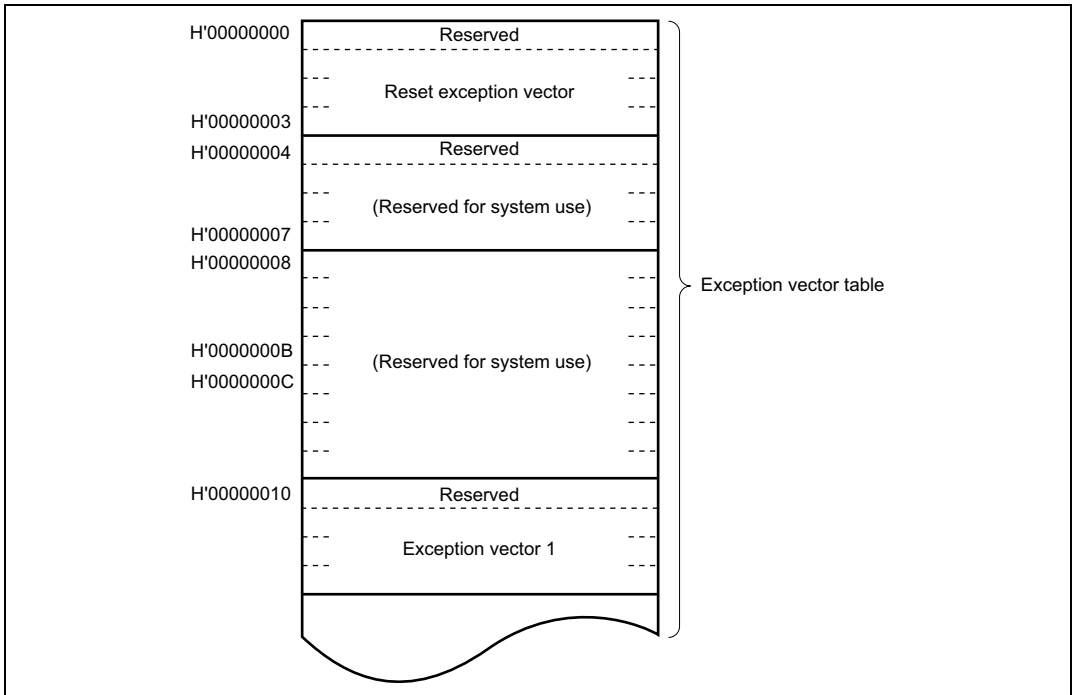 H'00000000
Reserved
Reset exception vector
H'00000003
H'00000004
Reserved
(Reserved for system use)
H'00000007
H'00000008
Exception vector table
H'0000000B
(Reserved for system use)
H'0000000C
H'00000010
Reserved
Exception vector 1